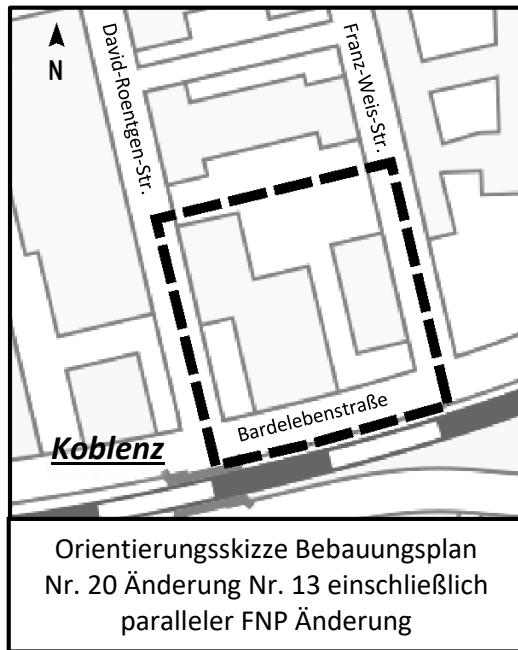 N
David-Roentgen-Str.
Franz-Weis-Str.
Bardelebenstraße
Koblenz
Orientierungsskizze Bebauungsplan
Nr. 20 Änderung Nr. 13 einschließlich
paralleler FNP Änderung